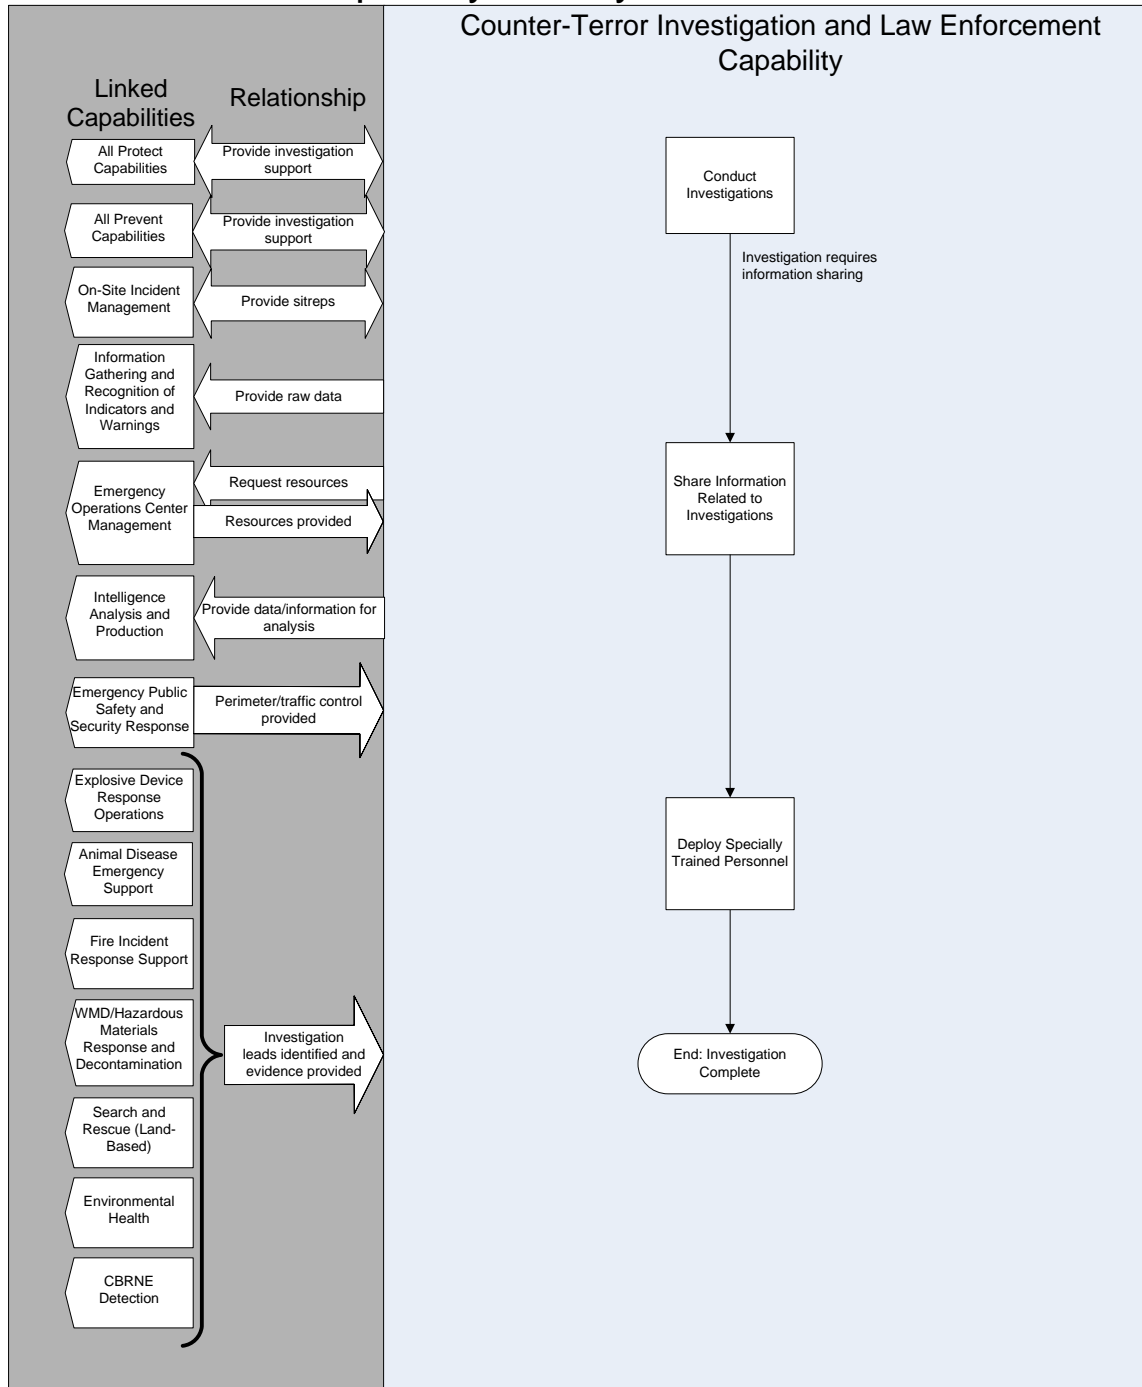 Counter-Terror Investigation and Law Enforcement
Capability
Linked
Capabilities
Relationship
All Protect
Capabilities
Provide investigation
support
All Prevent
Capabilities
Provide investigation
support
On-Site Incident
Management
Provide sitreps
Information
Gathering and
Recognition of
Indicators and
Warnings
Provide raw data
Emergency
Operations Center
Management
Request resources
Resources provided
Intelligence
Analysis and
Production
Provide data/information for
analysis
Emergency Public
Safety and
Security Response
Perimeter/traffic control
provided
Explosive Device
Response
Operations
Animal Disease
Emergency
Support
Fire Incident
Response Support
WMD/Hazardous
Materials
Response and
Decontamination
Search and
Rescue (Land-
Based)
Environmental
Health
CBRNE
Detection
Investigation
leads identified and
evidence provided
Conduct
Investigations
Investigation requires
information sharing
Share Information
Related to
Investigations
Deploy Specially
Trained Personnel
End: Investigation
Complete